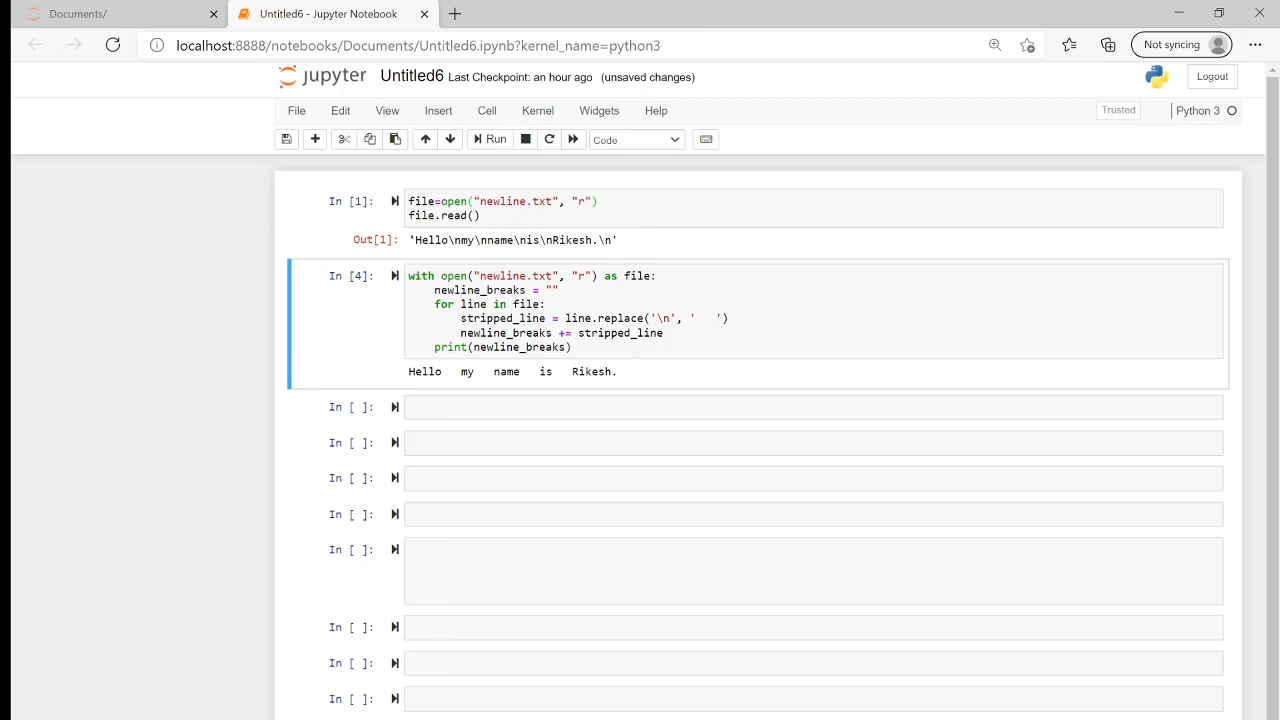 Documents/
Untitled6 - Jupyter Notebook
localhost:8888/notebooks/Documents/Untitled6.ipynb?kernel_name=python3
Not syncing
jupyter Untitled6 Last Checkpoint: an hour ago (unsaved changes)
Logout
File Edit View Insert Cell Kernel Widgets Help
Trusted Python 3
Run Code
In [1]: file=open("newline.txt", "r")
file.read()
Out[1]: 'Hello\nmy\nname\nis\nRikesh.\n'
In [4]: with open("newline.txt", "r") as file:
    newline_breaks = ""
    for line in file:
        stripped_line = line.replace('\n', '   ')
        newline_breaks += stripped_line
    print(newline_breaks)
Hello   my   name   is   Rikesh.
In [ ]:
In [ ]:
In [ ]:
In [ ]:
In [ ]:
In [ ]:
In [ ]:
In [ ]: